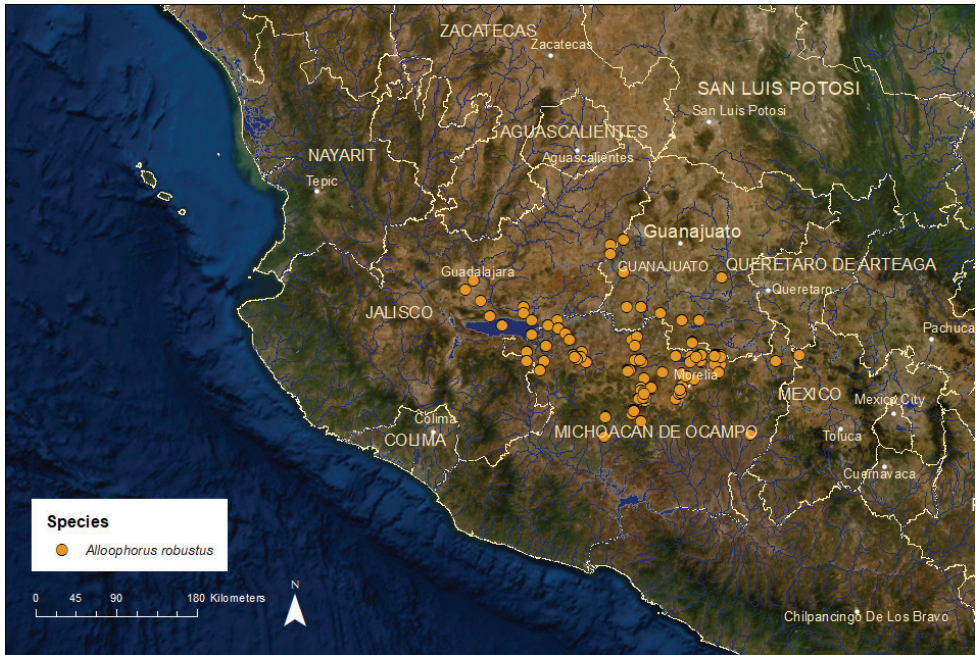 ZACATECAS
Zacatecas
SAN LUIS POTOSI
San Luis Potosi
AGUASCALIENTES
Aguascalientes
NAYARIT
Tepic
Guanajuato
GUANAJUATO
QUERETARO DE ARTEAGA
Queretaro
Guadalajara
JALISCO
Pachuca
Morelia
MEXICO
Mexico City
Colima
COLIMA
MICHOACAN DE OCAMPO
Toluca
Cuernavaca
Species
Alloophorus robustus
N
0 45 90 180 Kilometers
Chilpancingo De Los Bravo